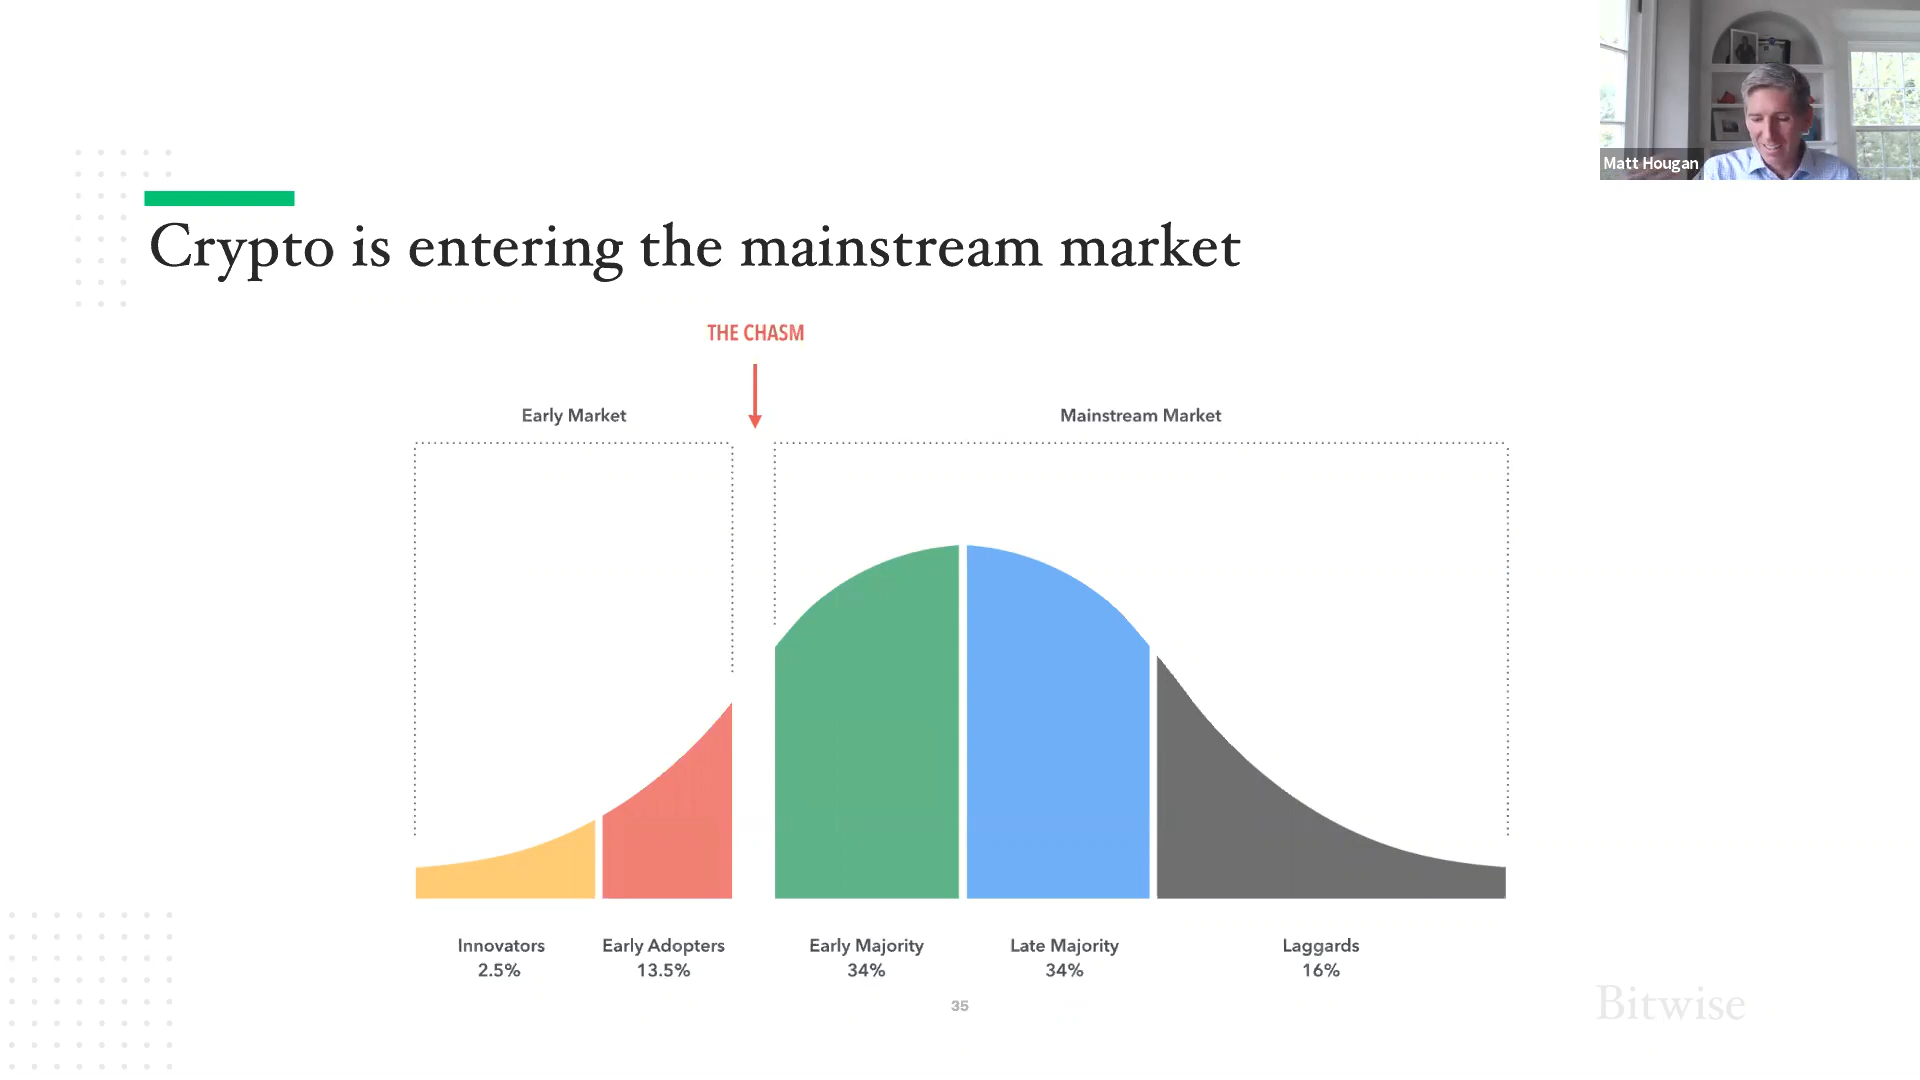 Matt Hougan
Crypto is entering the mainstream market
THE CHASM
Early Market
Mainstream Market
Innovators
2.5%
Early Adopters
13.5%
Early Majority
34%
Late Majority
34%
Laggards
16%
35
Bitwise